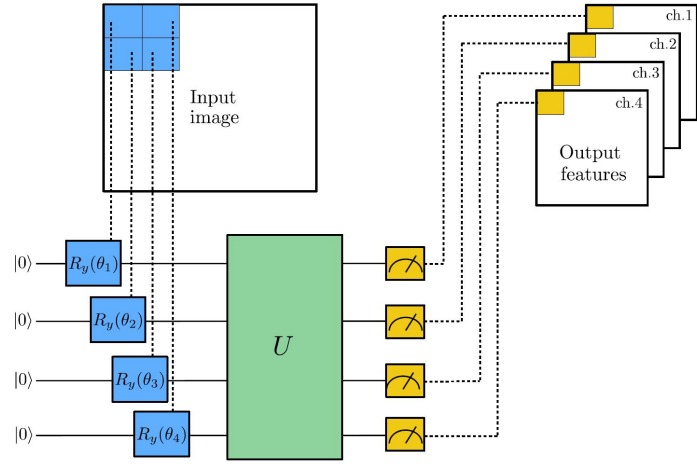 ch.1
ch.2
ch.3
ch.4
Input
image
Output
features
|0⟩ R_y(θ_1)
|0⟩ R_y(θ_2)
U
|0⟩ R_y(θ_3)
|0⟩ R_y(θ_4)